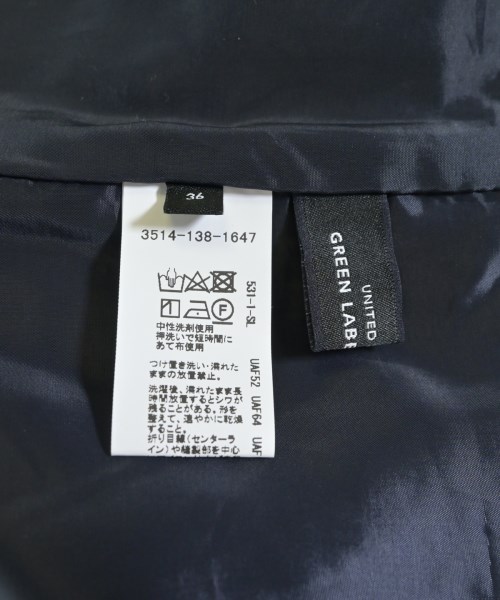 36
3514-138-1647
531-1-SL
中性洗剤使用
押洗いで短時間に
あて布使用
つけ置き洗い・濡れた
ままの放置禁止。
洗濯後、濡れたまま長
時間放置するとシワが
残ることがある。形を
整えて、温やかに乾燥
すること。
折り目線(センターラ
イン)や縫製部を中心
UAF52 UAF64 UAF
UNITED
GREEN LABE